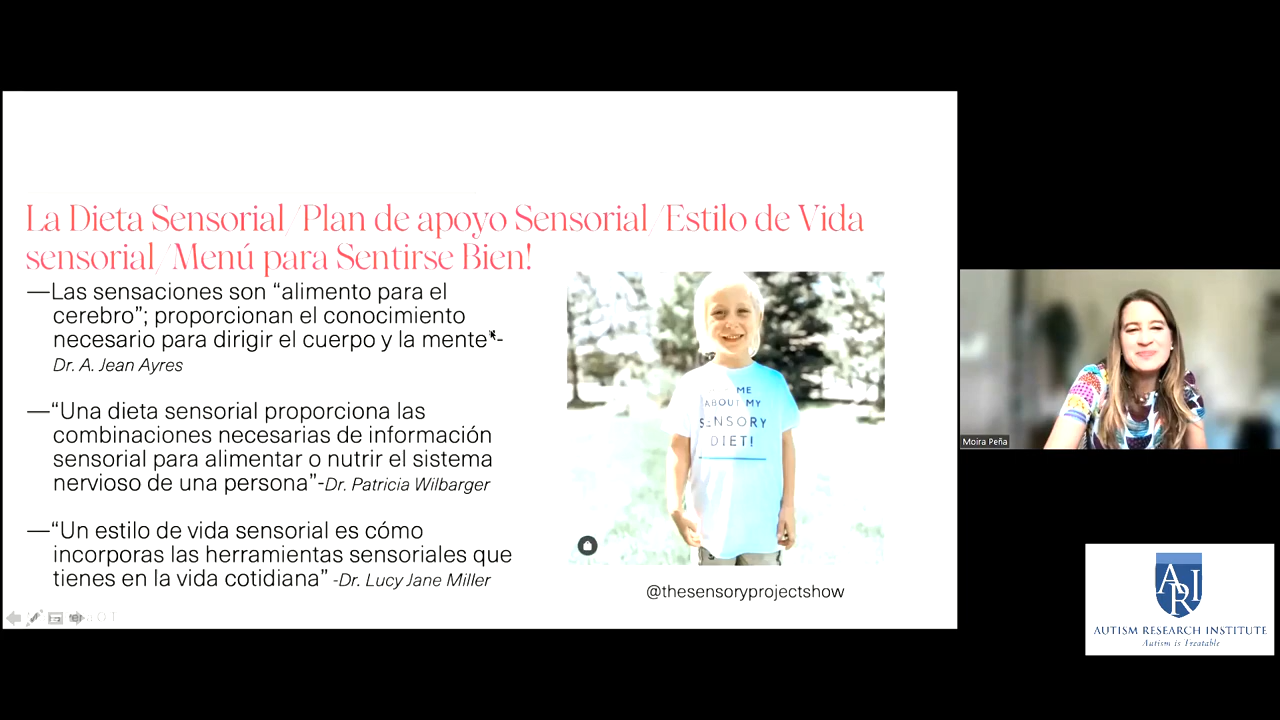 La Dieta Sensorial/Plan de apoyo Sensorial/Estilo de Vida
sensorial/Menú para Sentirse Bien!
—Las sensaciones son “alimento para el
cerebro”; proporcionan el conocimiento
necesario para dirigir el cuerpo y la mente”-
Dr. A. Jean Ayres
—“Una dieta sensorial proporciona las
combinaciones necesarias de información
sensorial para alimentar o nutrir el sistema
nervioso de una persona”-Dr. Patricia Wilbarger
—“Un estilo de vida sensorial es cómo
incorporas las herramientas sensoriales que
tienes en la vida cotidiana” -Dr. Lucy Jane Miller
ME
ABOUT MY
SENSORY
DIET!
@thesensoryprojectshow
Moira Peña
ARI
AUTISM RESEARCH INSTITUTE
Autism is Treatable